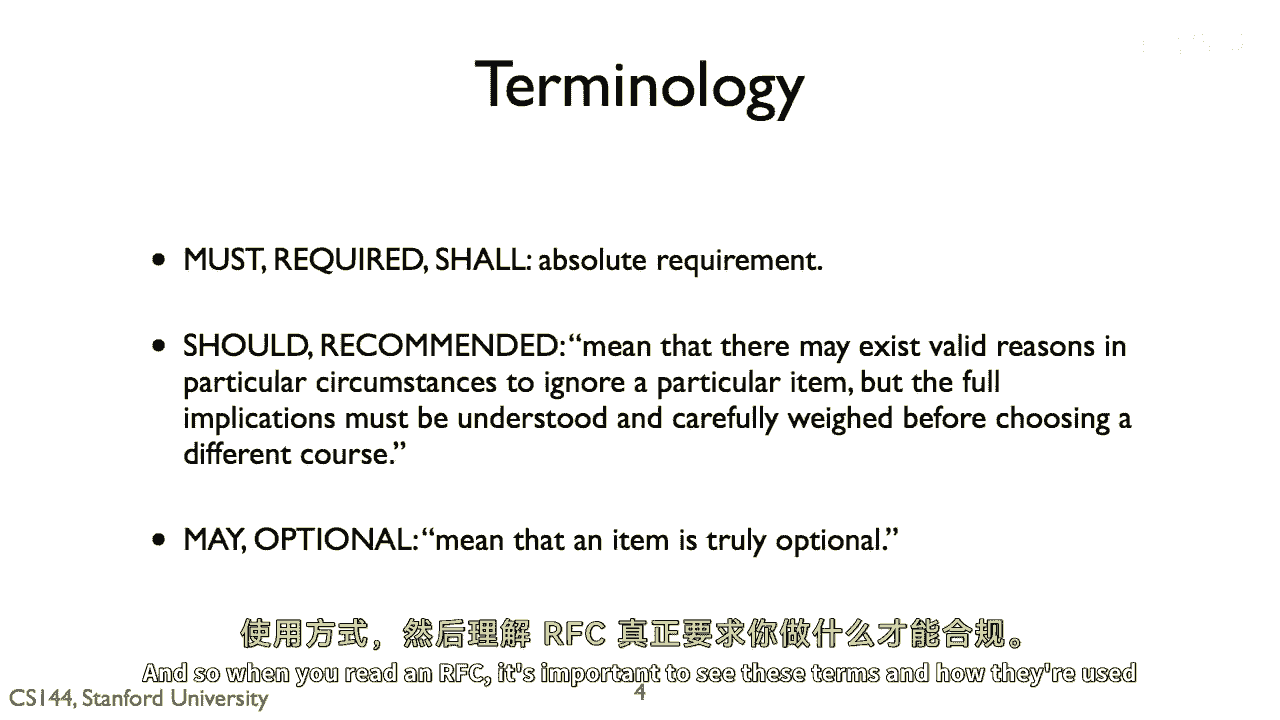 Terminology
• MUST, REQUIRED, SHALL: absolute requirement.
• SHOULD, RECOMMENDED: “mean that there may exist valid reasons in
particular circumstances to ignore a particular item, but the full
implications must be understood and carefully weighed before choosing a
different course.”
• MAY, OPTIONAL: “mean that an item is truly optional.”
使用方式，然后理解 RFC 真正要求你做什么才能合规。
And so when you read an RFC, it's important to see these terms and how they're used
CS144, Stanford University
4